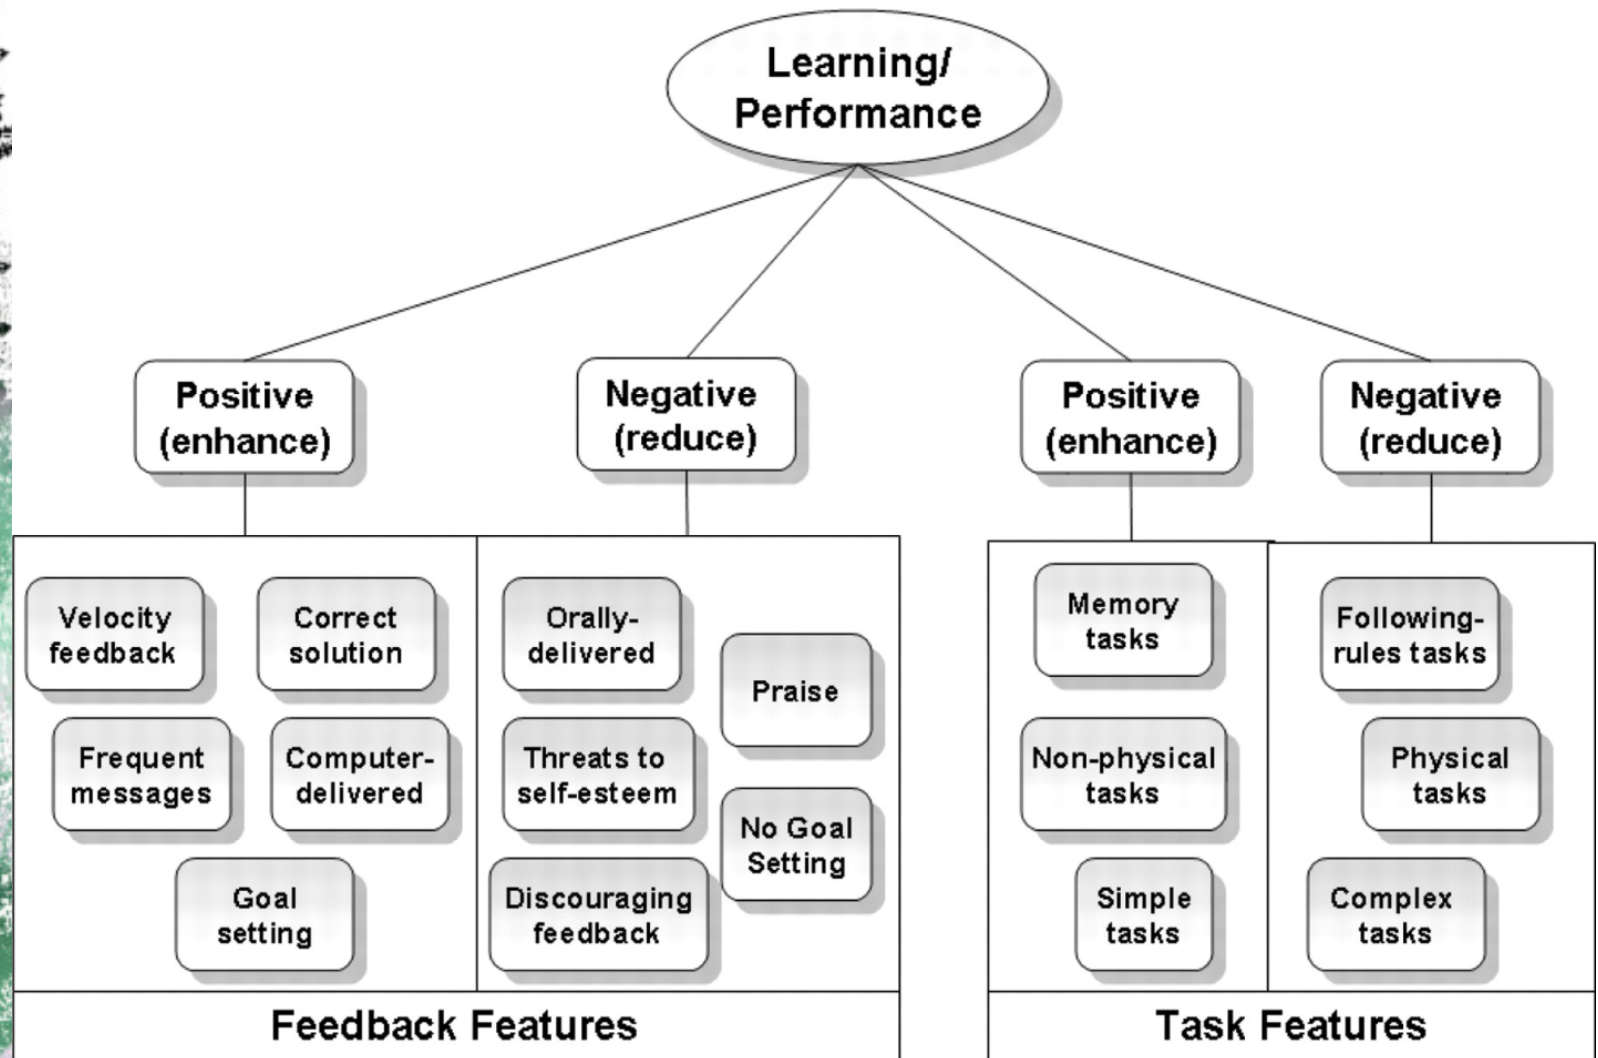 Learning/
Performance
Positive
(enhance)
Negative
(reduce)
Positive
(enhance)
Negative
(reduce)
Velocity
feedback
Correct
solution
Frequent
messages
Computer-
delivered
Goal
setting
Orally-
delivered
Praise
Threats to
self-esteem
No Goal
Setting
Discouraging
feedback
Memory
tasks
Non-physical
tasks
Simple
tasks
Following-
rules tasks
Physical
tasks
Complex
tasks
Feedback Features
Task Features